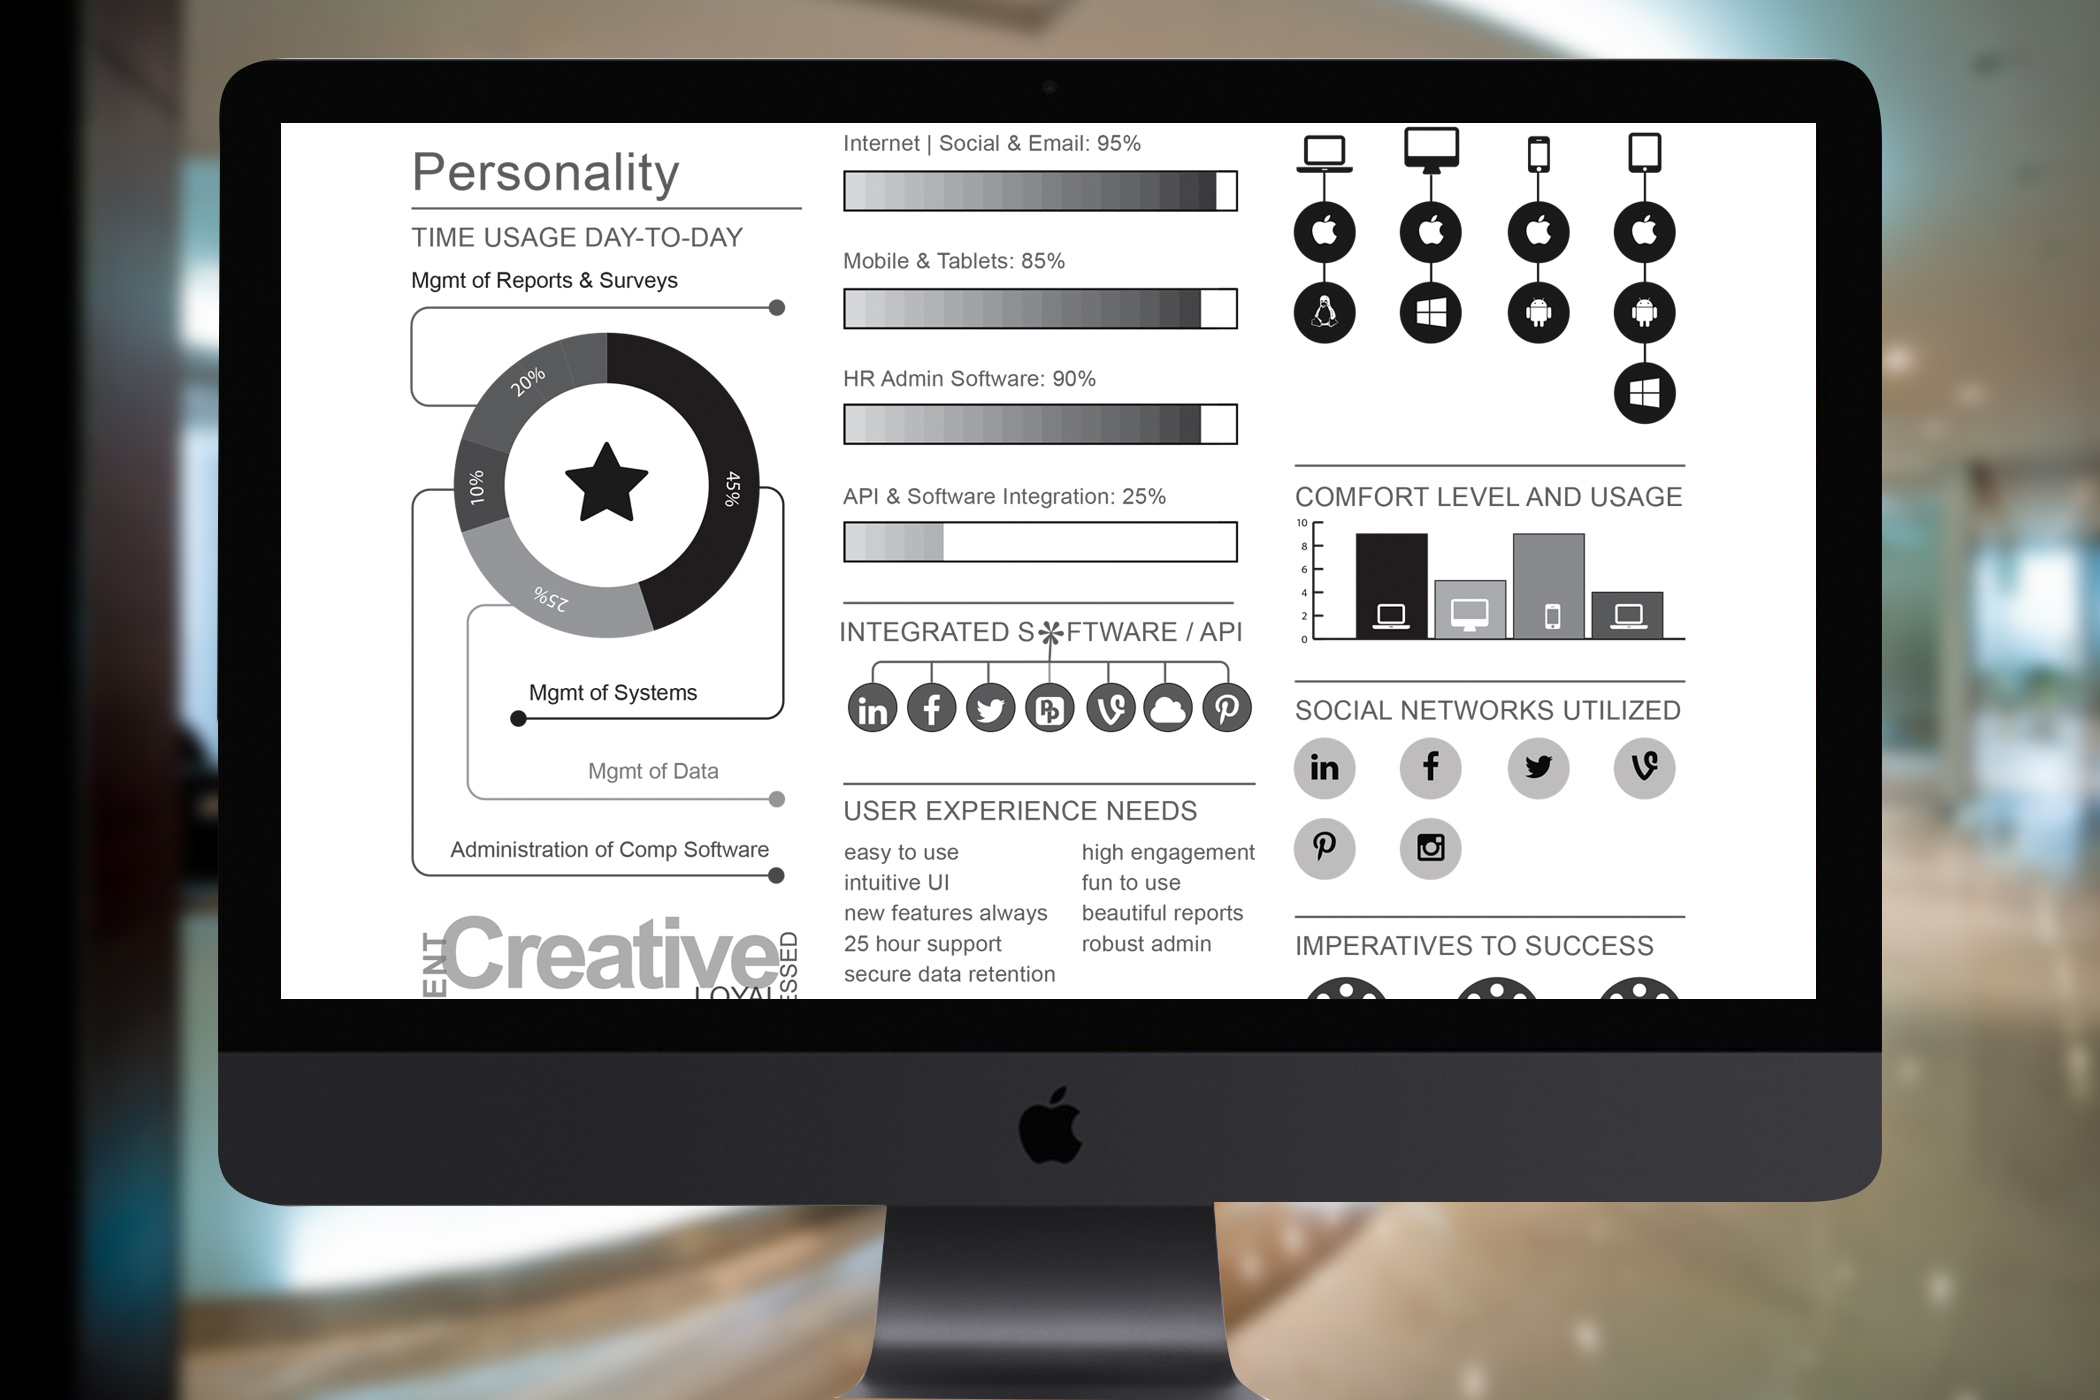 Personality
TIME USAGE DAY-TO-DAY
Mgmt of Reports & Surveys
20%
10%
45%
25%
Mgmt of Systems
Mgmt of Data
Administration of Comp Software
ENT
Creative
LOYAL
ESSED
Internet | Social & Email: 95%
Mobile & Tablets: 85%
HR Admin Software: 90%
API & Software Integration: 25%
INTEGRATED S*FTWARE / API
in f PP
USER EXPERIENCE NEEDS
easy to use
intuitive UI
new features always
25 hour support
secure data retention
high engagement
fun to use
beautiful reports
robust admin
COMFORT LEVEL AND USAGE
10
8
6
4
2
0
SOCIAL NETWORKS UTILIZED
in f
IMPERATIVES TO SUCCESS